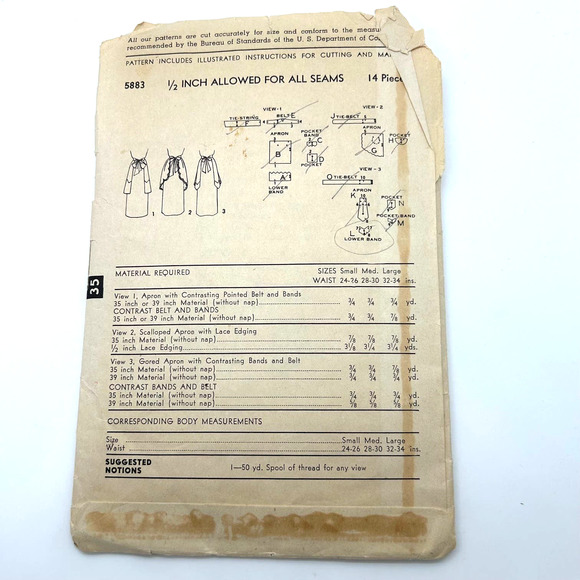 All our patterns are cut accurately for size and conform to the
recommended by the Bureau of Standards of the U. S. Department of
PATTERN INCLUDES ILLUSTRATED INSTRUCTIONS FOR CUTTING AND
5883 ½ INCH ALLOWED FOR ALL SEAMS 14
VIEW-1
TIE-STRING
F
BELT E
APRON
B
POCKET BAND
C
POCKET
D
A
LOWER BAND
VIEW-2
J TIE-BELT
APRON
G
POCKET
H
VIEW-3
O TIE-BELT
APRON
K
POCKET
N
POCKET-BAND
M
L
LOWER BAND
1 2 3
35
MATERIAL REQUIRED SIZES Small Med. Large
WAIST 24-26 28-30 32-34 ins.
View 1, Apron with Contrasting Pointed Belt and Bands
35 inch or 39 inch Material (without nap) ¾ ¾ ¾ yd.
CONTRAST BELT AND BANDS
35 inch or 39 inch Material (without nap) ¾ ¾ ⅞ yd.
View 2, Scalloped Apron with Lace Edging
35 inch Material (without nap) ⅞ ⅞ ⅞ yd.
½ inch Lace Edging 3⅛ 3¼ 3¼ yds.
View 3, Gored Apron with Contrasting Bands and Belt
35 inch Material (without nap) ¾ ¾ ⅞ yd.
39 inch Material (without nap) ¾ ¾ ¾ yd.
CONTRAST BANDS AND BELT
35 inch Material (without nap) ¾ ¾ ¾ yd.
39 inch Material (without nap) ⅝ ⅝ ⅝ yd.
CORRESPONDING BODY MEASUREMENTS
Size Small Med. Large
Waist 24-26 28-30 32-34 ins.
SUGGESTED
NOTIONS 1—50 yd. Spool of thread for any view